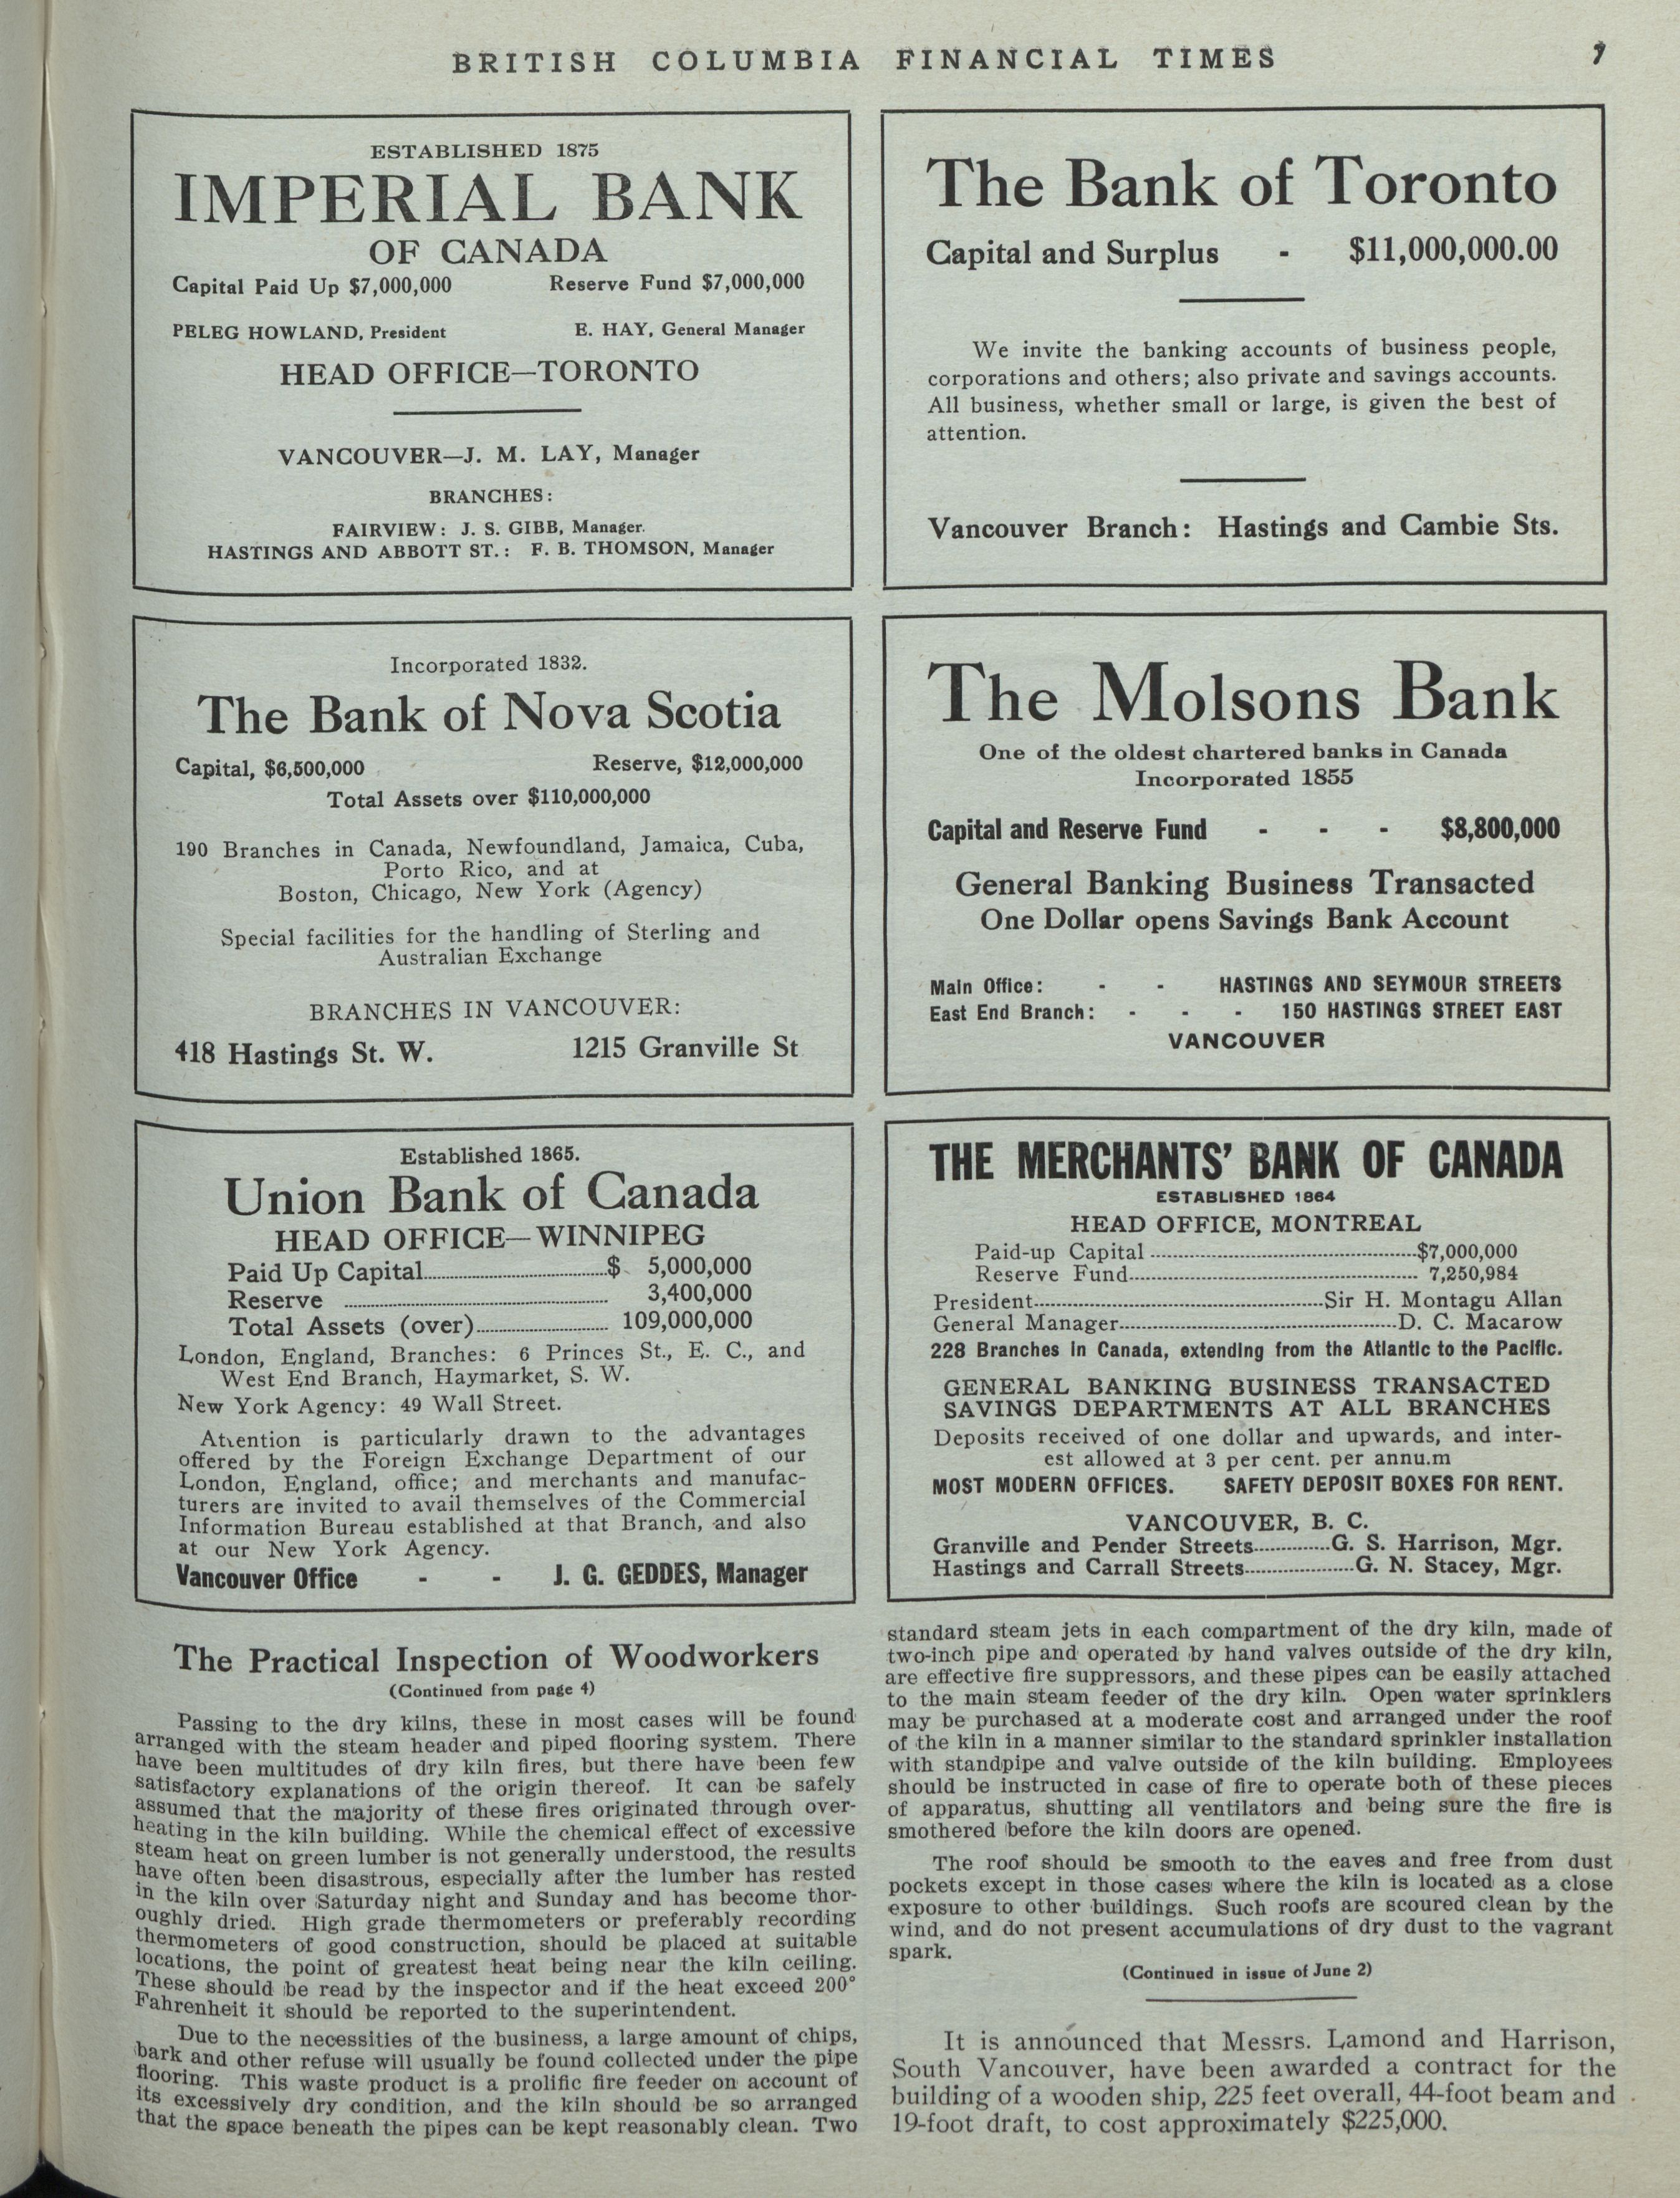 BRITISH COLUMBIA FINANCIAL TIMES
ESTABLISHED 1875
IMPERIAL BANK
OF CANADA
Capital Paid Up $7,000,000 Reserve Fund $7,000,000
PELEG HOWLAND, President E. HAY, General Manager
HEAD OFFICE—TORONTO
VANCOUVER—J. M. LAY, Manager
BRANCHES:
FAIRVIEW: J. S. GIBB, Manager.
HASTINGS AND ABBOTT ST.: F. B. THOMSON, Manager
The Bank of Toronto
Capital and Surplus - $11,000,000.00
We invite the banking accounts of business people,
corporations and others; also private and savings accounts.
All business, whether small or large, is given the best of
attention.
Vancouver Branch: Hastings and Cambie Sts.
Incorporated 1832.
The Bank of Nova Scotia
Capital, $6,500,000 Reserve, $12,000,000
Total Assets over $110,000,000
190 Branches in Canada, Newfoundland, Jamaica, Cuba,
Porto Rico, and at
Boston, Chicago, New York (Agency)
Special facilities for the handling of Sterling and
Australian Exchange
BRANCHES IN VANCOUVER:
418 Hastings St. W. 1215 Granville St
The Molsons Bank
One of the oldest chartered banks in Canada
Incorporated 1855
Capital and Reserve Fund - - - $8,800,000
General Banking Business Transacted
One Dollar opens Savings Bank Account
Main Office: - - HASTINGS AND SEYMOUR STREETS
East End Branch: - - - 150 HASTINGS STREET EAST
VANCOUVER
Established 1865.
Union Bank of Canada
HEAD OFFICE—WINNIPEG
Paid Up Capital........$ 5,000,000
Reserve ........ 3,400,000
Total Assets (over)........ 109,000,000
London, England, Branches: 6 Princes St., E. C., and
West End Branch, Haymarket, S. W.
New York Agency: 49 Wall Street.
Attention is particularly drawn to the advantages
offered by the Foreign Exchange Department of our
London, England, office; and merchants and manufac-
turers are invited to avail themselves of the Commercial
Information Bureau established at that Branch, and also
at our New York Agency.
Vancouver Office - - J. G. GEDDES, Manager
THE MERCHANTS' BANK OF CANADA
ESTABLISHED 1864
HEAD OFFICE, MONTREAL
Paid-up Capital ........$7,000,000
Reserve Fund........ 7,250,984
President........Sir H. Montagu Allan
General Manager........D. C. Macarow
228 Branches in Canada, extending from the Atlantic to the Pacific.
GENERAL BANKING BUSINESS TRANSACTED
SAVINGS DEPARTMENTS AT ALL BRANCHES
Deposits received of one dollar and upwards, and inter-
est allowed at 3 per cent. per annu.m
MOST MODERN OFFICES. SAFETY DEPOSIT BOXES FOR RENT.
VANCOUVER, B. C.
Granville and Pender Streets........G. S. Harrison, Mgr.
Hastings and Carrall Streets........G. N. Stacey, Mgr.
The Practical Inspection of Woodworkers
(Continued from page 4)
Passing to the dry kilns, these in most cases will be found
arranged with the steam header and piped flooring system. There
have been multitudes of dry kiln fires, but there have been few
satisfactory explanations of the origin thereof. It can be safely
assumed that the majority of these fires originated through over-
heating in the kiln building. While the chemical effect of excessive
steam heat on green lumber is not generally understood, the results
have often been disastrous, especially after the lumber has rested
in the kiln over Saturday night and Sunday and has become thor-
oughly dried. High grade thermometers or preferably recording
thermometers of good construction, should be placed at suitable
locations, the point of greatest heat being near the kiln ceiling.
These should be read by the inspector and if the heat exceed 200°
Fahrenheit it should be reported to the superintendent.
Due to the necessities of the business, a large amount of chips,
bark and other refuse will usually be found collected under the pipe
flooring. This waste product is a prolific fire feeder on account of
its excessively dry condition, and the kiln should be so arranged
that the space beneath the pipes can be kept reasonably clean. Two
standard steam jets in each compartment of the dry kiln, made of
two-inch pipe and operated by hand valves outside of the dry kiln,
are effective fire suppressors, and these pipes can be easily attached
to the main steam feeder of the dry kiln. Open water sprinklers
may be purchased at a moderate cost and arranged under the roof
of the kiln in a manner similar to the standard sprinkler installation
with standpipe and valve outside of the kiln building. Employees
should be instructed in case of fire to operate both of these pieces
of apparatus, shutting all ventilators and being sure the fire is
smothered before the kiln doors are opened.
The roof should be smooth to the eaves and free from dust
pockets except in those cases where the kiln is located as a close
exposure to other buildings. Such roofs are scoured clean by the
wind, and do not present accumulations of dry dust to the vagrant
spark.
(Continued in issue of June 2)
It is announced that Messrs. Lamond and Harrison,
South Vancouver, have been awarded a contract for the
building of a wooden ship, 225 feet overall, 44-foot beam and
19-foot draft, to cost approximately $225,000.